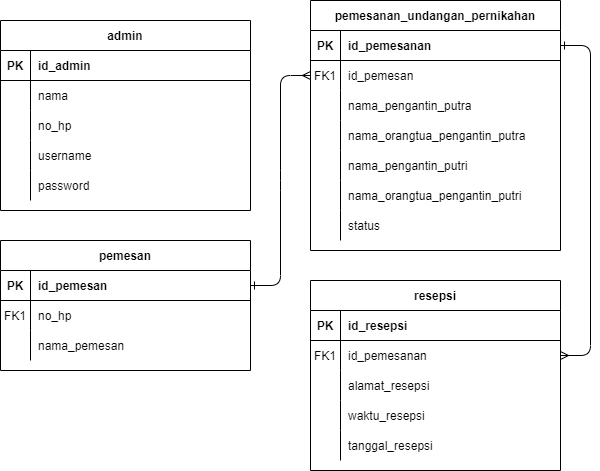 admin
PK id_admin
nama
no_hp
username
password
pemesan
PK id_pemesan
FK1 no_hp
nama_pemesan
pemesanan_undangan_pernikahan
PK id_pemesanan
FK1 id_pemesan
nama_pengantin_putra
nama_orangtua_pengantin_putra
nama_pengantin_putri
nama_orangtua_pengantin_putri
status
resepsi
PK id_resepsi
FK1 id_pemesanan
alamat_resepsi
waktu_resepsi
tanggal_resepsi